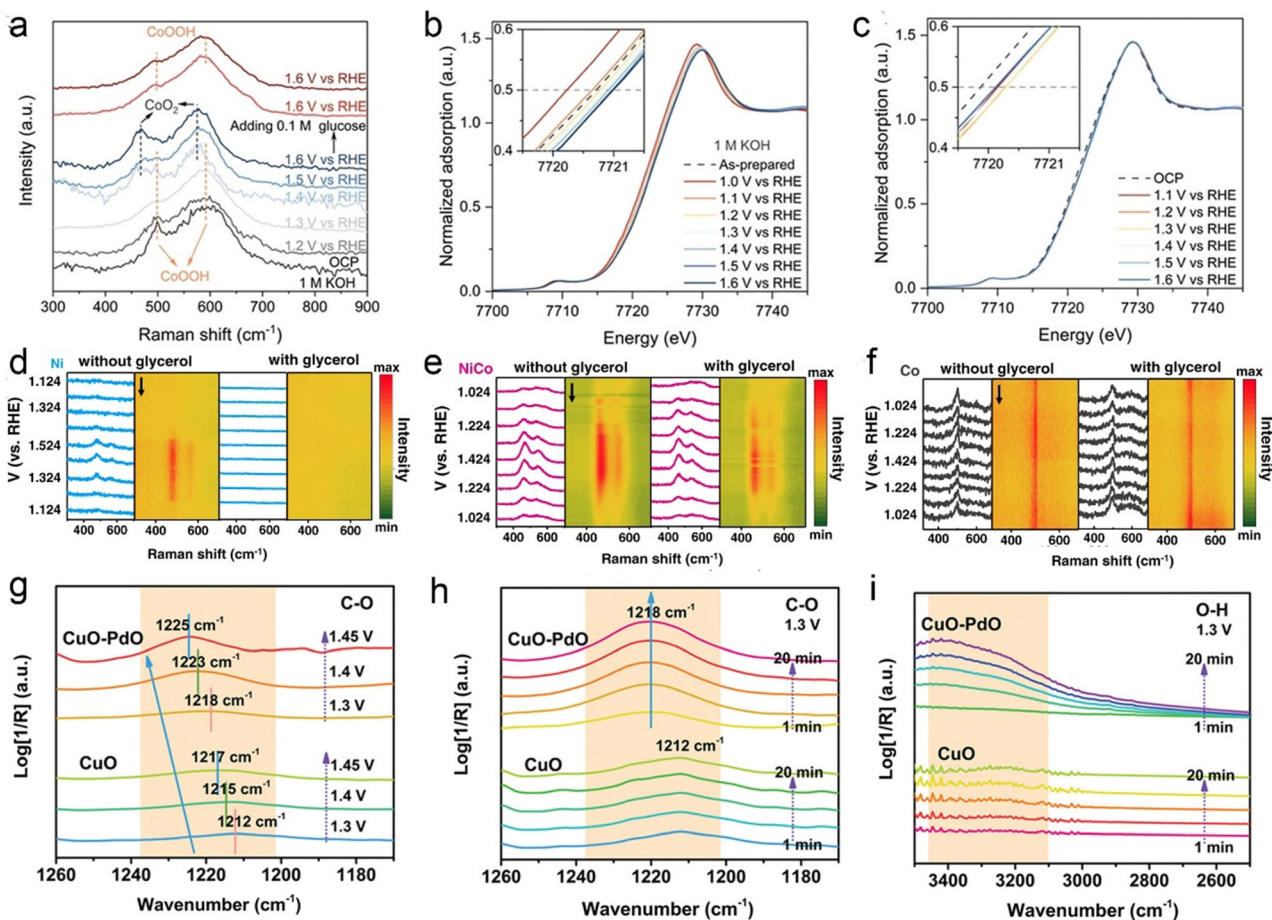 a
CoOOH
1.6 V vs RHE
1.6 V vs RHE
CoO₂
Adding 0.1 M glucose
1.6 V vs RHE
1.5 V vs RHE
1.4 V vs RHE
1.3 V vs RHE
1.2 V vs RHE
CoOOH
OCP
1 M KOH
Intensity (a.u.)
300 400 500 600 700 800 900
Raman shift (cm⁻¹)
b
0.6
0.5
0.4
7720 7721
1 M KOH
As-prepared
1.0 V vs RHE
1.1 V vs RHE
1.2 V vs RHE
1.3 V vs RHE
1.4 V vs RHE
1.5 V vs RHE
1.6 V vs RHE
Normalized adsorption (a.u.)
1.5
1.0
0.5
0.0
7700 7710 7720 7730 7740
Energy (eV)
c
0.6
0.5
0.4
7720 7721
OCP
1.1 V vs RHE
1.2 V vs RHE
1.3 V vs RHE
1.4 V vs RHE
1.5 V vs RHE
1.6 V vs RHE
Normalized adsorption (a.u.)
1.5
1.0
0.5
0.0
7700 7710 7720 7730 7740
Energy (eV)
d
Ni
without glycerol with glycerol
V (vs. RHE)
1.124
1.324
1.524
1.324
1.124
400 600 400 600 400 600 400 600
Raman shift (cm⁻¹)
max
Intensity
min
e
NiCo
without glycerol with glycerol
V (vs. RHE)
1.024
1.224
1.424
1.224
1.024
400 600 400 600 400 600 400 600
Raman shift (cm⁻¹)
max
Intensity
min
f
Co
without glycerol with glycerol
V (vs. RHE)
1.024
1.224
1.424
1.224
1.024
400 600 400 600 400 600 400 600
Raman shift (cm⁻¹)
max
Intensity
min
g
C-O
1225 cm⁻¹
CuO-PdO
1.45 V
1223 cm⁻¹
1.4 V
1218 cm⁻¹
1.3 V
1217 cm⁻¹
CuO
1.45 V
1215 cm⁻¹
1.4 V
1212 cm⁻¹
1.3 V
Log[1/R] (a.u.)
1260 1240 1220 1200 1180
Wavenumber (cm⁻¹)
h
C-O
1.3 V
1218 cm⁻¹
CuO-PdO
20 min
1 min
1212 cm⁻¹
CuO
20 min
1 min
Log[1/R] (a.u.)
1260 1240 1220 1200 1180
Wavenumber (cm⁻¹)
i
O-H
1.3 V
CuO-PdO
20 min
1 min
CuO
20 min
1 min
Log[1/R] (a.u.)
3400 3200 3000 2800 2600
Wavenumber (cm⁻¹)